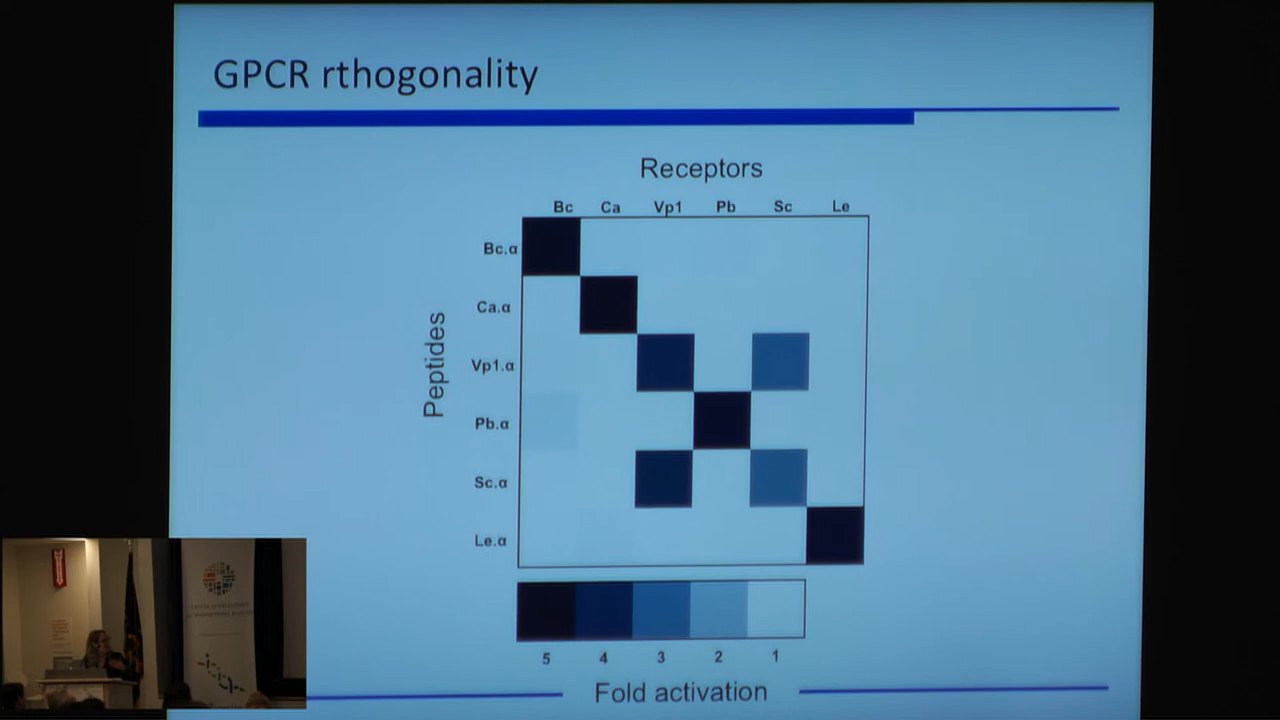 GPCR rthogonality
Receptors
Bc Ca Vp1 Pb Sc Le
Peptides
Bc.α
Ca.α
Vp1.α
Pb.α
Sc.α
Le.α
5 4 3 2 1
Fold activation